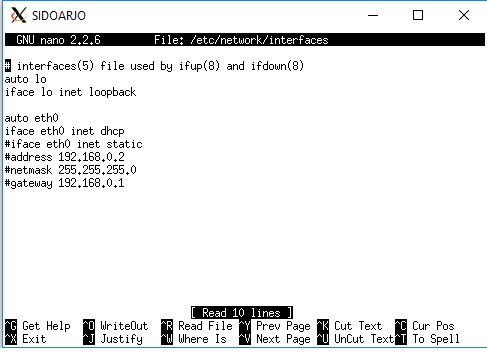 SIDOARJO
GNU nano 2.2.6 File: /etc/network/interfaces
# interfaces(5) file used by ifup(8) and ifdown(8)
auto lo
iface lo inet loopback
auto eth0
iface eth0 inet dhcp
#iface eth0 inet static
#address 192.168.0.2
#netmask 255.255.255.0
#gateway 192.168.0.1
[ Read 10 lines ]
^G Get Help ^O WriteOut ^R Read File ^Y Prev Page ^K Cut Text ^C Cur Pos
^X Exit ^J Justify ^W Where Is ^V Next Page ^U UnCut Text ^T To Spell